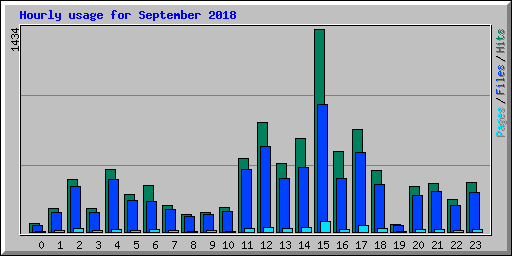 Hourly usage for September 2018
1434
Pages/Files/Hits
0 1 2 3 4 5 6 7 8 9 10 11 12 13 14 15 16 17 18 19 20 21 22 23